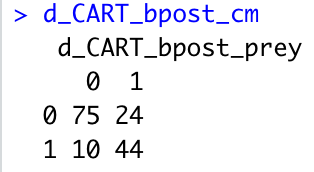 > d_CART_bpost_cm
d_CART_bpost_prey
0 1
0 75 24
1 10 44